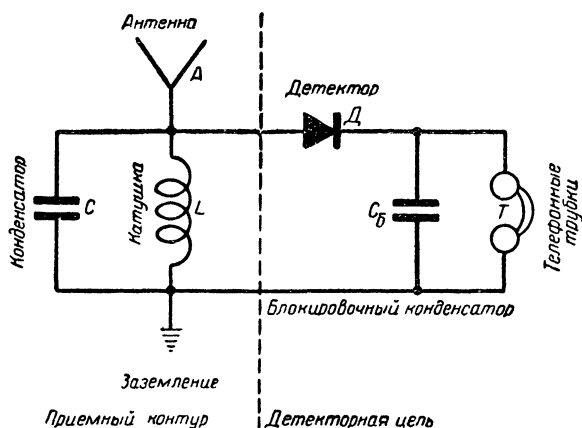 Антенна
А
Детектор
Д
Конденсатор
С
Катушка
L
Сб
Т
Телефонные
трубки
Блокировочный конденсатор
Заземление
Приемный контур
Детекторная цепь